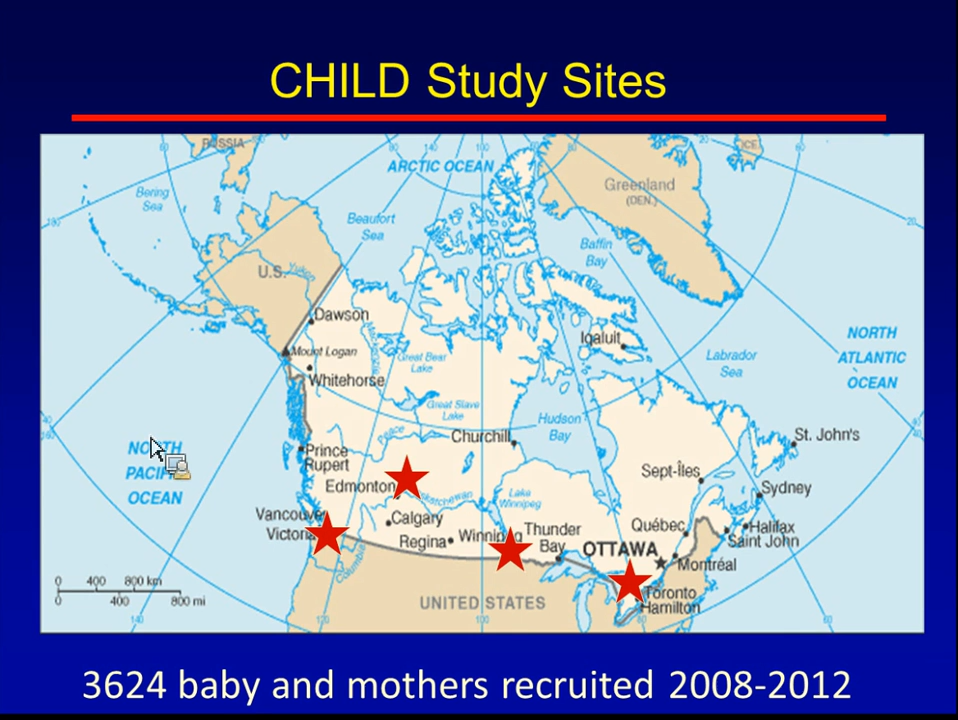 CHILD Study Sites
RUSSIA
ARCTIC OCEAN
Greenland
(DEN.)
Bering
Sea
Beaufort
Sea
Baffin
Bay
U.S.
Yukon
Dawson
Mackenzie
Mount Logan
Great Bear
Lake
Iqaluit
NORTH
ATLANTIC
OCEAN
Labrador
Sea
Whitehorse
Great Slave
Lake
Hudson
Bay
Peace
Churchill
St. John's
NORTH
PACIFIC
OCEAN
Prince
Rupert
Edmonton
Lake
Winnipeg
Sept-Îles
Sydney
Vancouver
Victoria
Calgary
Regina
Winnipeg
Thunder
Bay
Québec
Halifax
Saint John
OTTAWA
Montréal
Columbia
0 400 800 km
0 400 800 mi
UNITED STATES
Toronto
Hamilton
3624 baby and mothers recruited 2008-2012